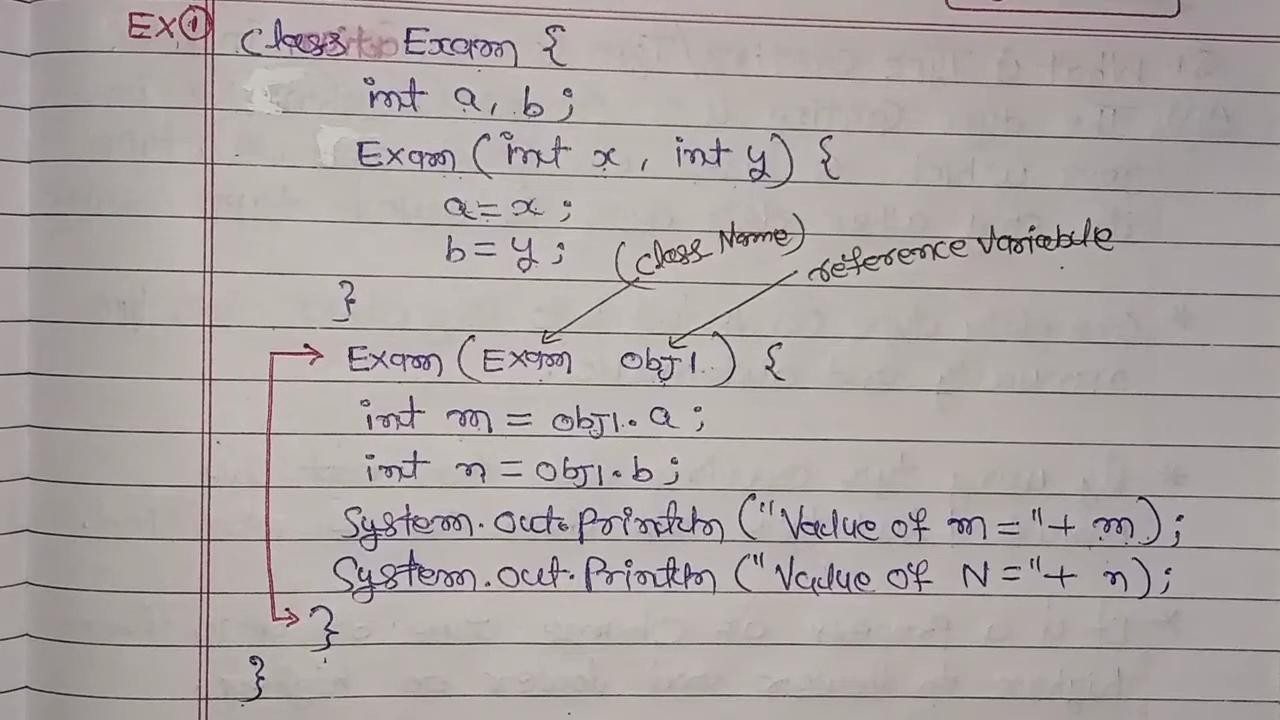 EX①
Class Exam {
int a, b;
Exam (int x, int y) {
a = x;
b = y;
(Class Name)
reference variable
}
Exam (Exam obj1) {
int m = obj1.a;
int n = obj1.b;
System.out.Println ("Value of m = "+ m);
System.out.Println ("Value of N = "+ n);
}
}